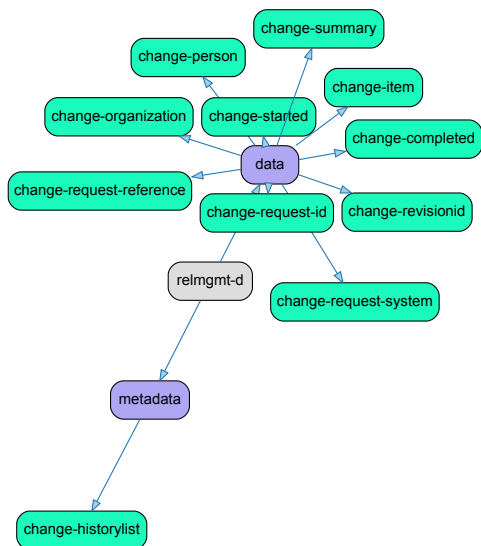 change-summary
change-person
change-item
change-organization
change-started
change-completed
data
change-request-reference
change-request-id
change-revisionid
relmgmt-d
change-request-system
metadata
change-historylist